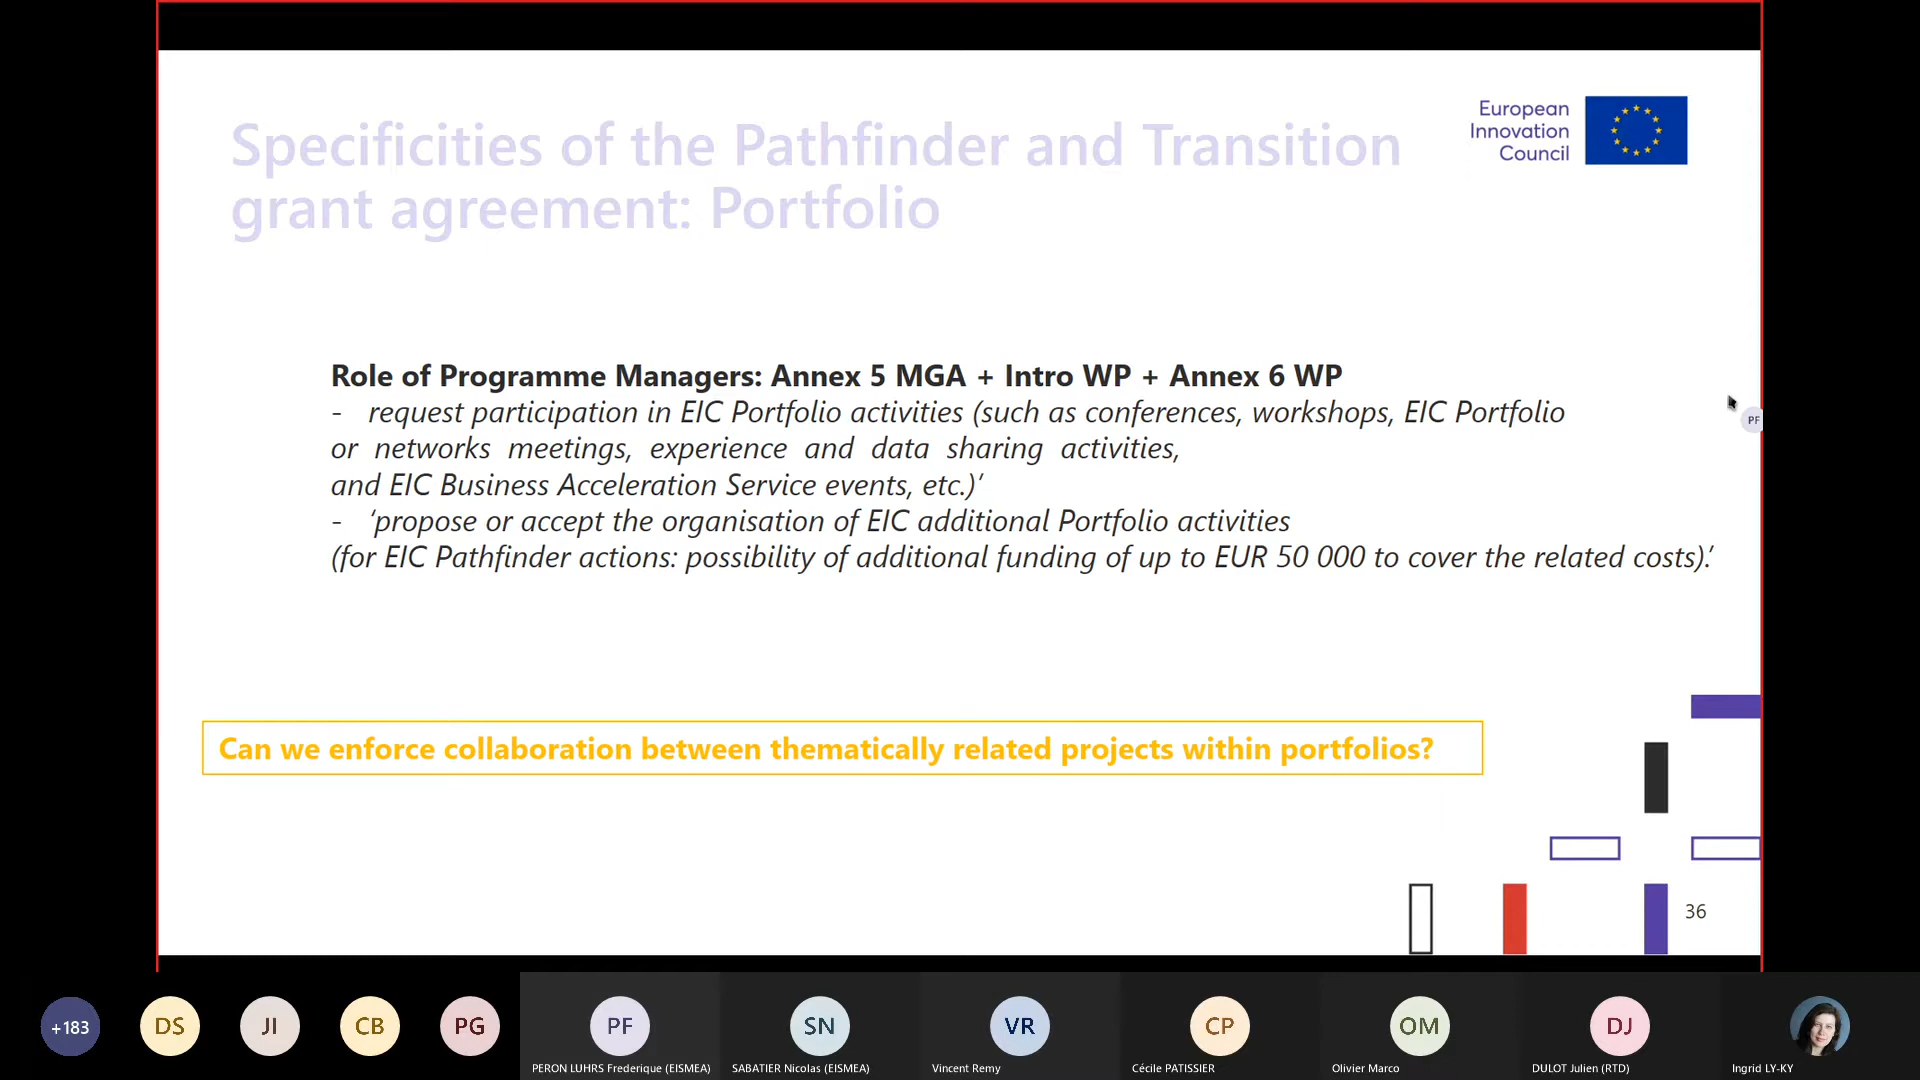 Specificities of the Pathfinder and Transition
grant agreement: Portfolio
European
Innovation
Council
Role of Programme Managers: Annex 5 MGA + Intro WP + Annex 6 WP
- request participation in EIC Portfolio activities (such as conferences, workshops, EIC Portfolio
or networks meetings, experience and data sharing activities,
and EIC Business Acceleration Service events, etc.)’
- ‘propose or accept the organisation of EIC additional Portfolio activities
(for EIC Pathfinder actions: possibility of additional funding of up to EUR 50 000 to cover the related costs).’
PF
Can we enforce collaboration between thematically related projects within portfolios?
36
+183
DS
JI
CB
PG
PF
SN
VR
CP
OM
DJ
PERON LUHRS Frederique (EISMEA)
SABATIER Nicolas (EISMEA)
Vincent Remy
Cécile PATISSIER
Olivier Marco
DULOT Julien (RTD)
Ingrid LY-KY